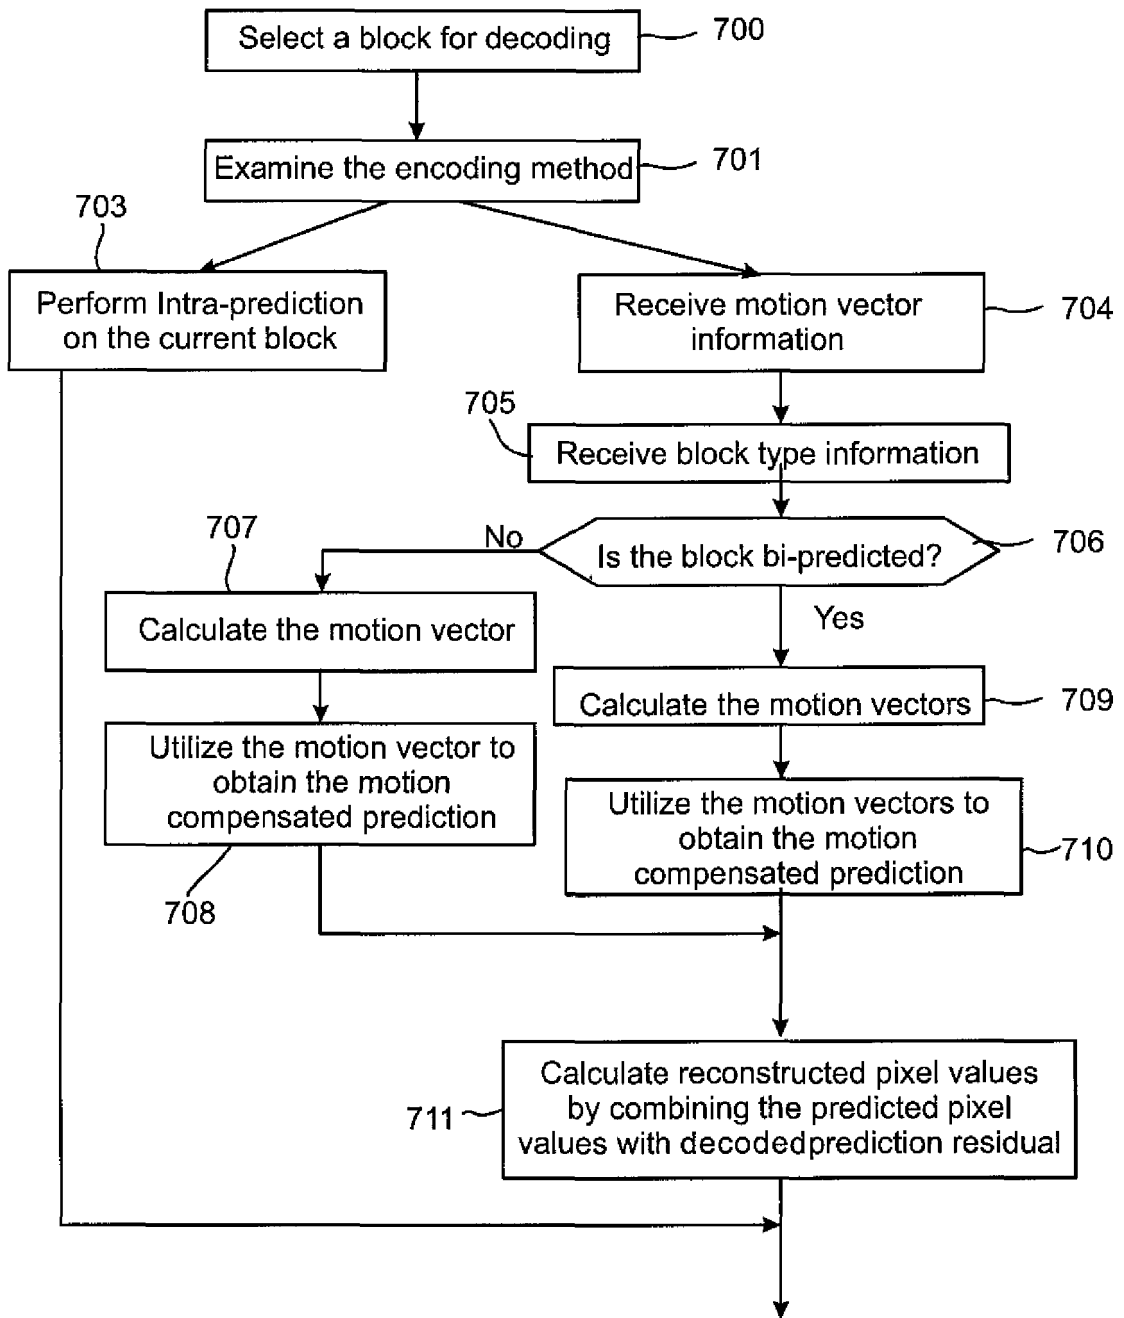 Select a block for decoding
700
Examine the encoding method
701
703
Perform Intra-prediction
on the current block
Receive motion vector
information
704
705
Receive block type information
No
Is the block bi-predicted?
706
707
Yes
Calculate the motion vector
Calculate the motion vectors
709
Utilize the motion vector to
obtain the motion
compensated prediction
708
Utilize the motion vectors to
obtain the motion
compensated prediction
710
Calculate reconstructed pixel values
by combining the predicted pixel
values with decodedprediction residual
711